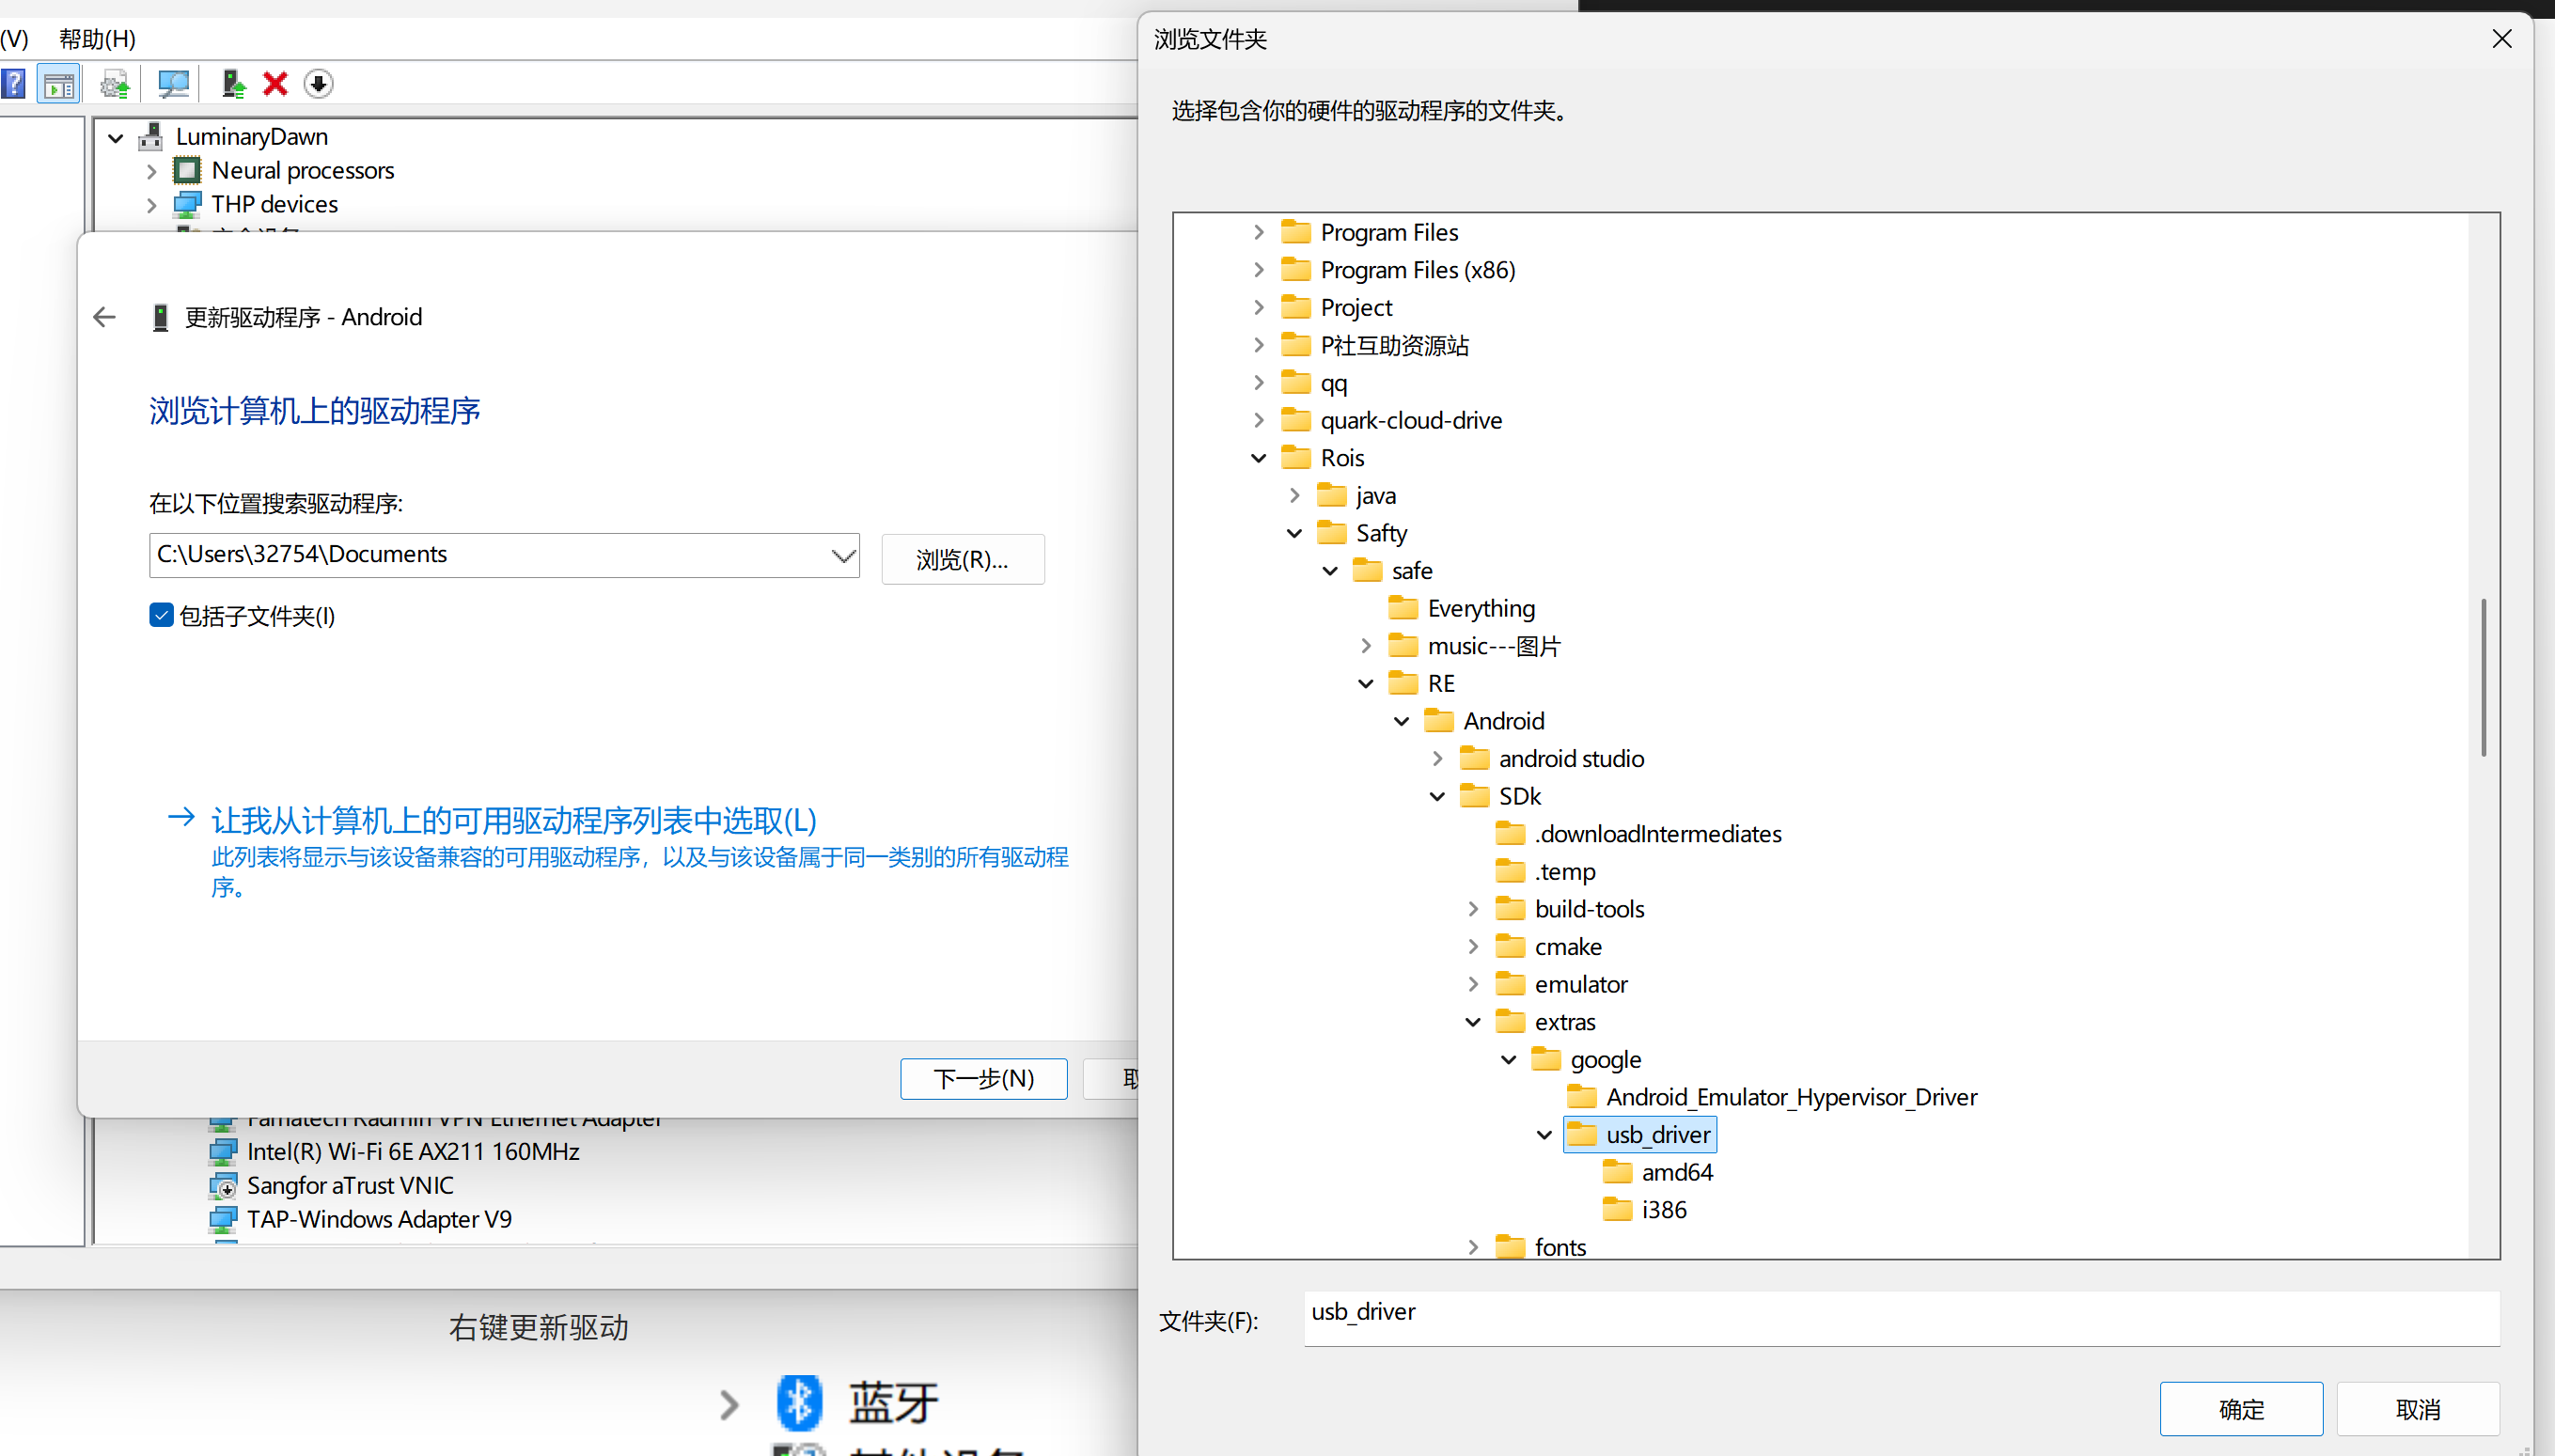 (V) 帮助(H)
LuminaryDawn
Neural processors
THP devices
更新驱动程序 - Android
浏览计算机上的驱动程序
在以下位置搜索驱动程序:
C:\Users\32754\Documents
浏览(R)...
包括子文件夹(I)
让我从计算机上的可用驱动程序列表中选取(L)
此列表将显示与该设备兼容的可用驱动程序，以及与该设备属于同一类别的所有驱动程
序。
下一步(N)
Famatech Radmin VPN Ethernet Adapter
Intel(R) Wi-Fi 6E AX211 160MHz
Sangfor aTrust VNIC
TAP-Windows Adapter V9
右键更新驱动
蓝牙
浏览文件夹
选择包含你的硬件的驱动程序的文件夹。
Program Files
Program Files (x86)
Project
P社互助资源站
qq
quark-cloud-drive
Rois
java
Safty
safe
Everything
music---图片
RE
Android
android studio
SDk
.downloadIntermediates
.temp
build-tools
cmake
emulator
extras
google
Android_Emulator_Hypervisor_Driver
usb_driver
amd64
i386
fonts
文件夹(F):
usb_driver
确定
取消